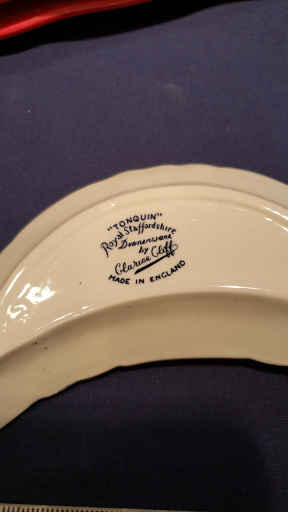 "TONQUIN"
Royal Staffordshire
Dinnerware
by
Clarice Cliff
MADE IN ENGLAND